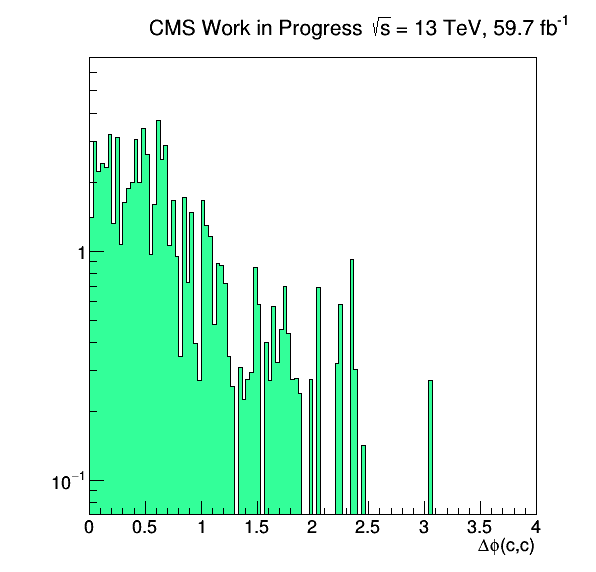 CMS Work in Progress √s = 13 TeV, 59.7 fb⁻¹
1
10⁻¹
0 0.5 1 1.5 2 2.5 3 3.5 4
Δϕ(c,c)